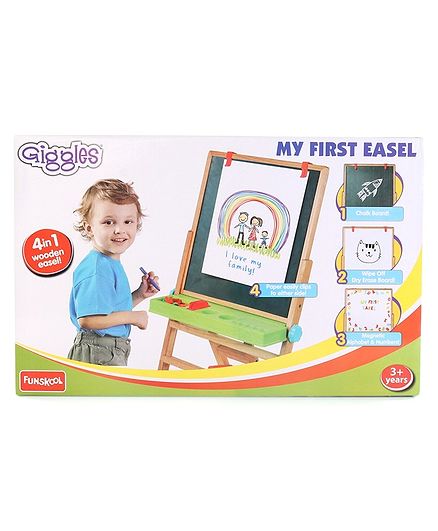 Giggles
MY FIRST EASEL
4 in 1
wooden
easel!
I love my
family!
4
Paper easily clips
to either side!
1
Chalk Board!
2
Wipe Off
Dry Erase Board!
MY FIRST
EASEL
3
Magnetic
Alphabet & Numbers!
FUNSKOOL
3+
years